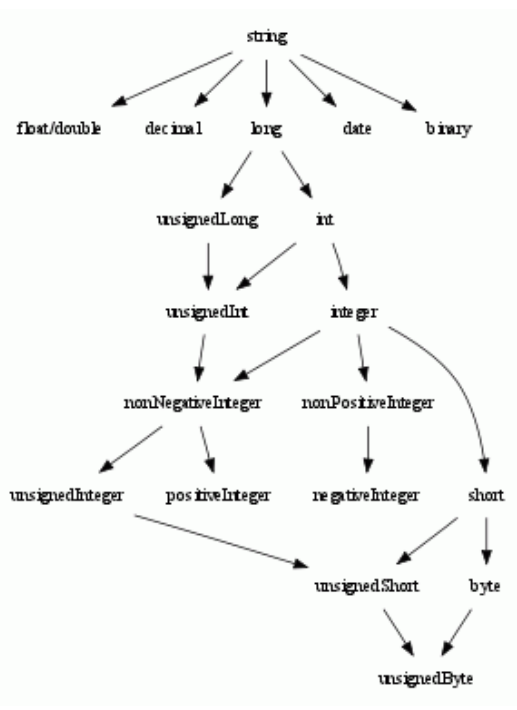 string
float/double decimal long date binary
unsignedLong int
unsignedInt integer
nonNegativeInteger nonPositiveInteger
unsignedInteger positiveInteger negativeInteger short
unsignedShort byte
unsignedByte